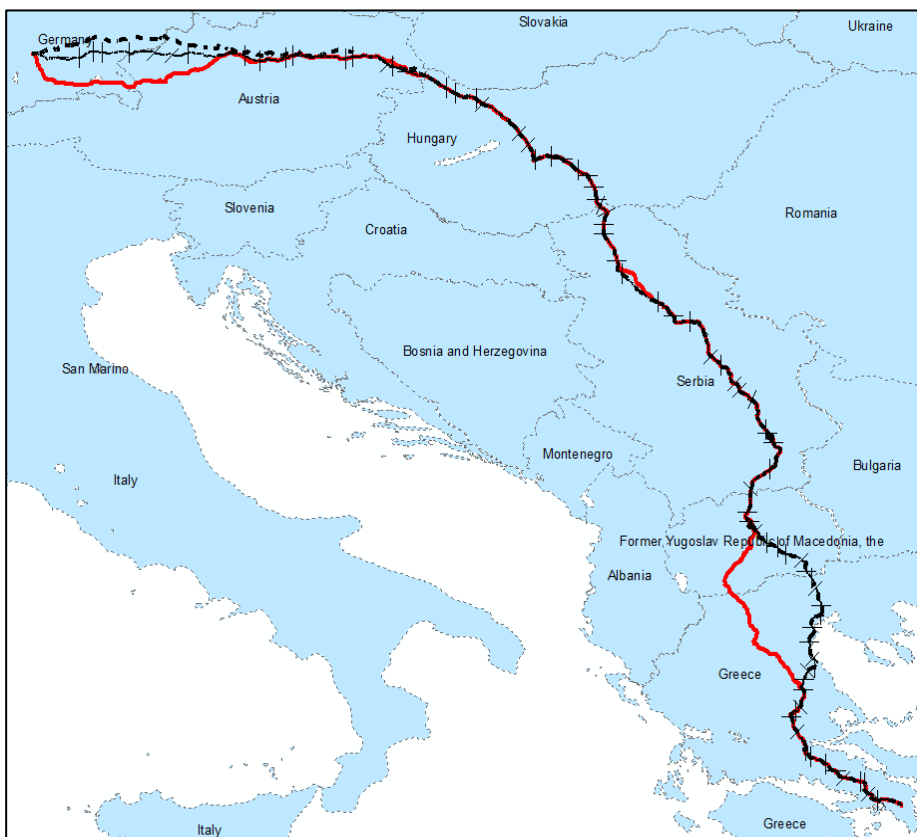 Slovakia
Ukraine
Germany
Austria
Hungary
Slovenia
Romania
Croatia
Bosnia and Herzegovina
San Marino
Serbia
Montenegro
Bulgaria
Italy
Former Yugoslav Republic of Macedonia, the
Albania
Greece
Greece
Italy